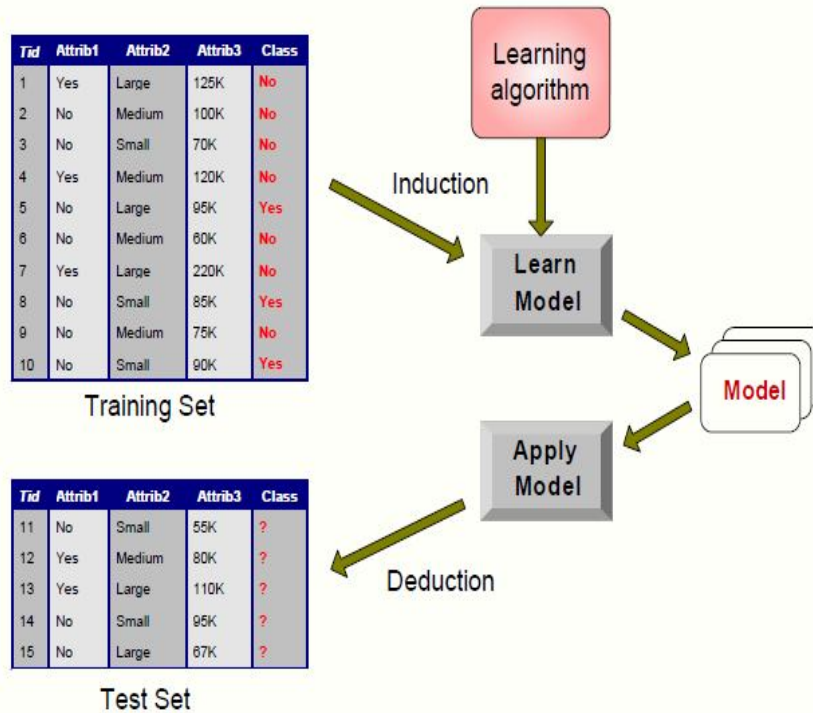 Tid Attrib1 Attrib2 Attrib3 Class
1 Yes Large 125K No
2 No Medium 100K No
3 No Small 70K No
4 Yes Medium 120K No
5 No Large 95K Yes
6 No Medium 60K No
7 Yes Large 220K No
8 No Small 85K Yes
9 No Medium 75K No
10 No Small 90K Yes
Training Set
Learning
algorithm
Induction
Learn
Model
Model
Apply
Model
Deduction
Tid Attrib1 Attrib2 Attrib3 Class
11 No Small 55K ?
12 Yes Medium 80K ?
13 Yes Large 110K ?
14 No Small 95K ?
15 No Large 67K ?
Test Set